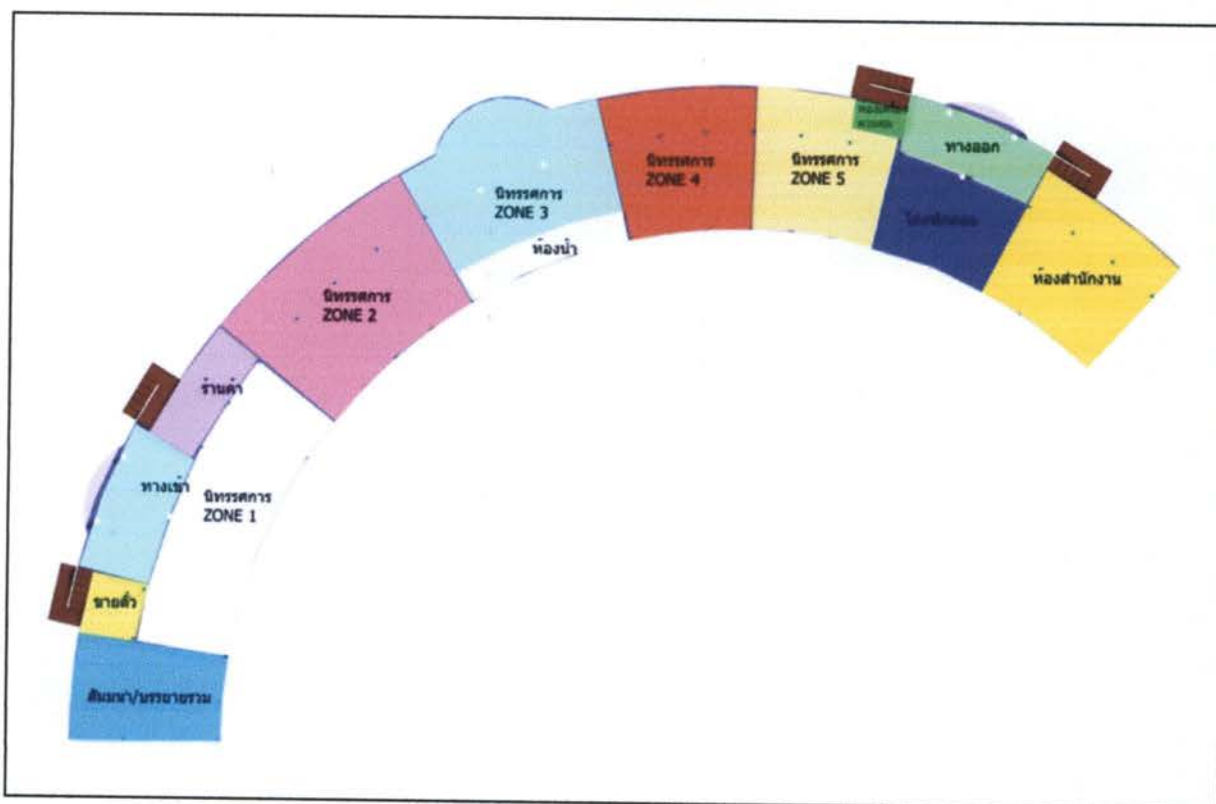 นิทรรศการ
ZONE 4
นิทรรศการ
ZONE 5
ทางออก
นิทรรศการ
ZONE 3
ห้องน้ำ
ห้องสำนักงาน
นิทรรศการ
ZONE 2
ร้านค้า
ทางเข้า
นิทรรศการ
ZONE 1
ขายตั๋ว
สัมมนา/บรรยายรวม